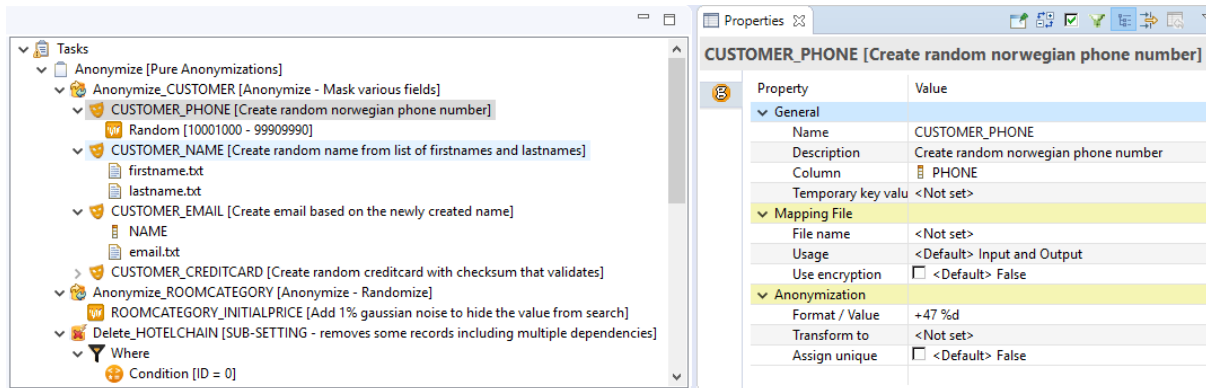 Tasks
Anonymize [Pure Anonymizations]
Anonymize_CUSTOMER [Anonymize - Mask various fields]
CUSTOMER_PHONE [Create random norwegian phone number]
Random [10001000 - 99909990]
CUSTOMER_NAME [Create random name from list of firstnames and lastnames]
firstname.txt
lastname.txt
CUSTOMER_EMAIL [Create email based on the newly created name]
NAME
email.txt
CUSTOMER_CREDITCARD [Create random creditcard with checksum that validates]
Anonymize_ROOMCATEGORY [Anonymize - Randomize]
ROOMCATEGORY_INITIALPRICE [Add 1% gaussian noise to hide the value from search]
Delete_HOTELCHAIN [SUB-SETTING - removes some records including multiple dependencies]
Where
Condition [ID = 0]
Properties
CUSTOMER_PHONE [Create random norwegian phone number]
Property Value
General
Name CUSTOMER_PHONE
Description Create random norwegian phone number
Column PHONE
Temporary key valu <Not set>
Mapping File
File name <Not set>
Usage <Default> Input and Output
Use encryption <Default> False
Anonymization
Format / Value +47 %d
Transform to <Not set>
Assign unique <Default> False